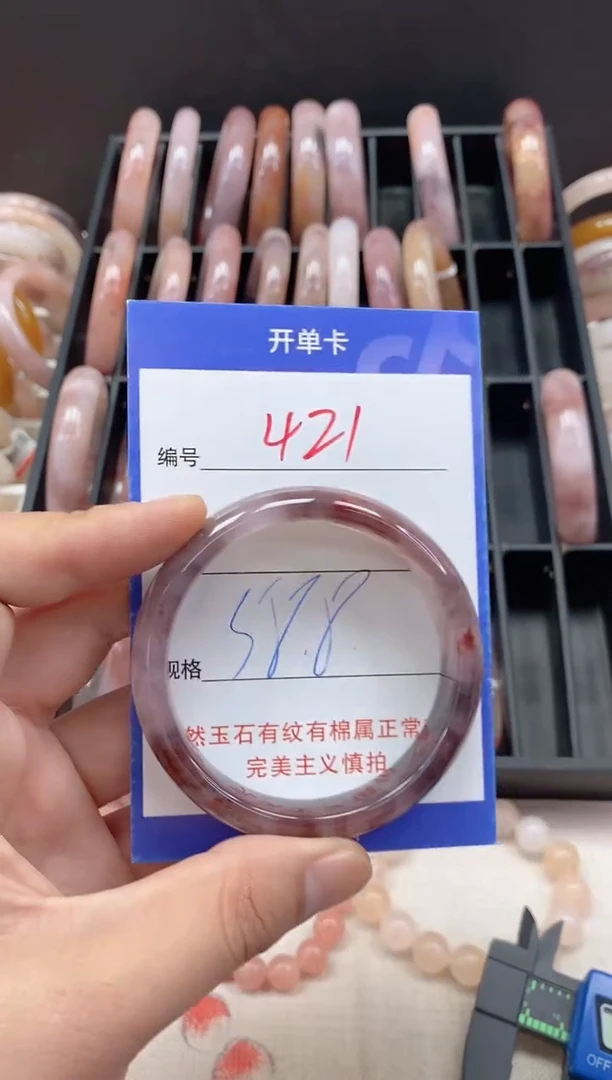 开单卡
编号 421
规格 58.8
然玉石有纹有棉属正常
完美主义慎拍
OFF